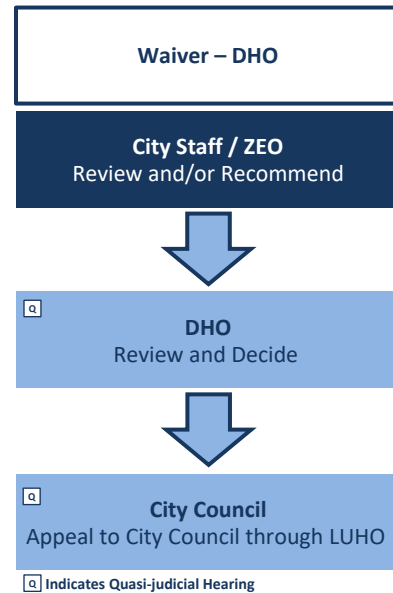 Waiver – DHO
City Staff / ZEO
Review and/or Recommend
Q
DHO
Review and Decide
Q
City Council
Appeal to City Council through LUHO
Q Indicates Quasi-judicial Hearing